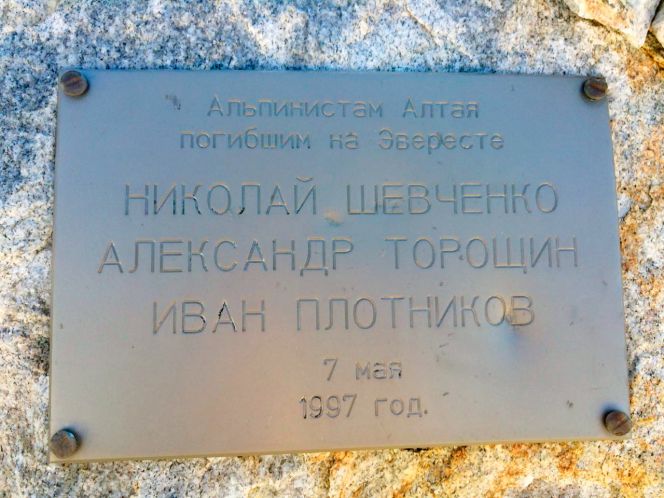 Альпинистам Алтая
погибшим на Эвересте
НИКОЛАЙ ШЕВЧЕНКО
АЛЕКСАНДР ТОРОЩИН
ИВАН ПЛОТНИКОВ
7 мая
1997 год.